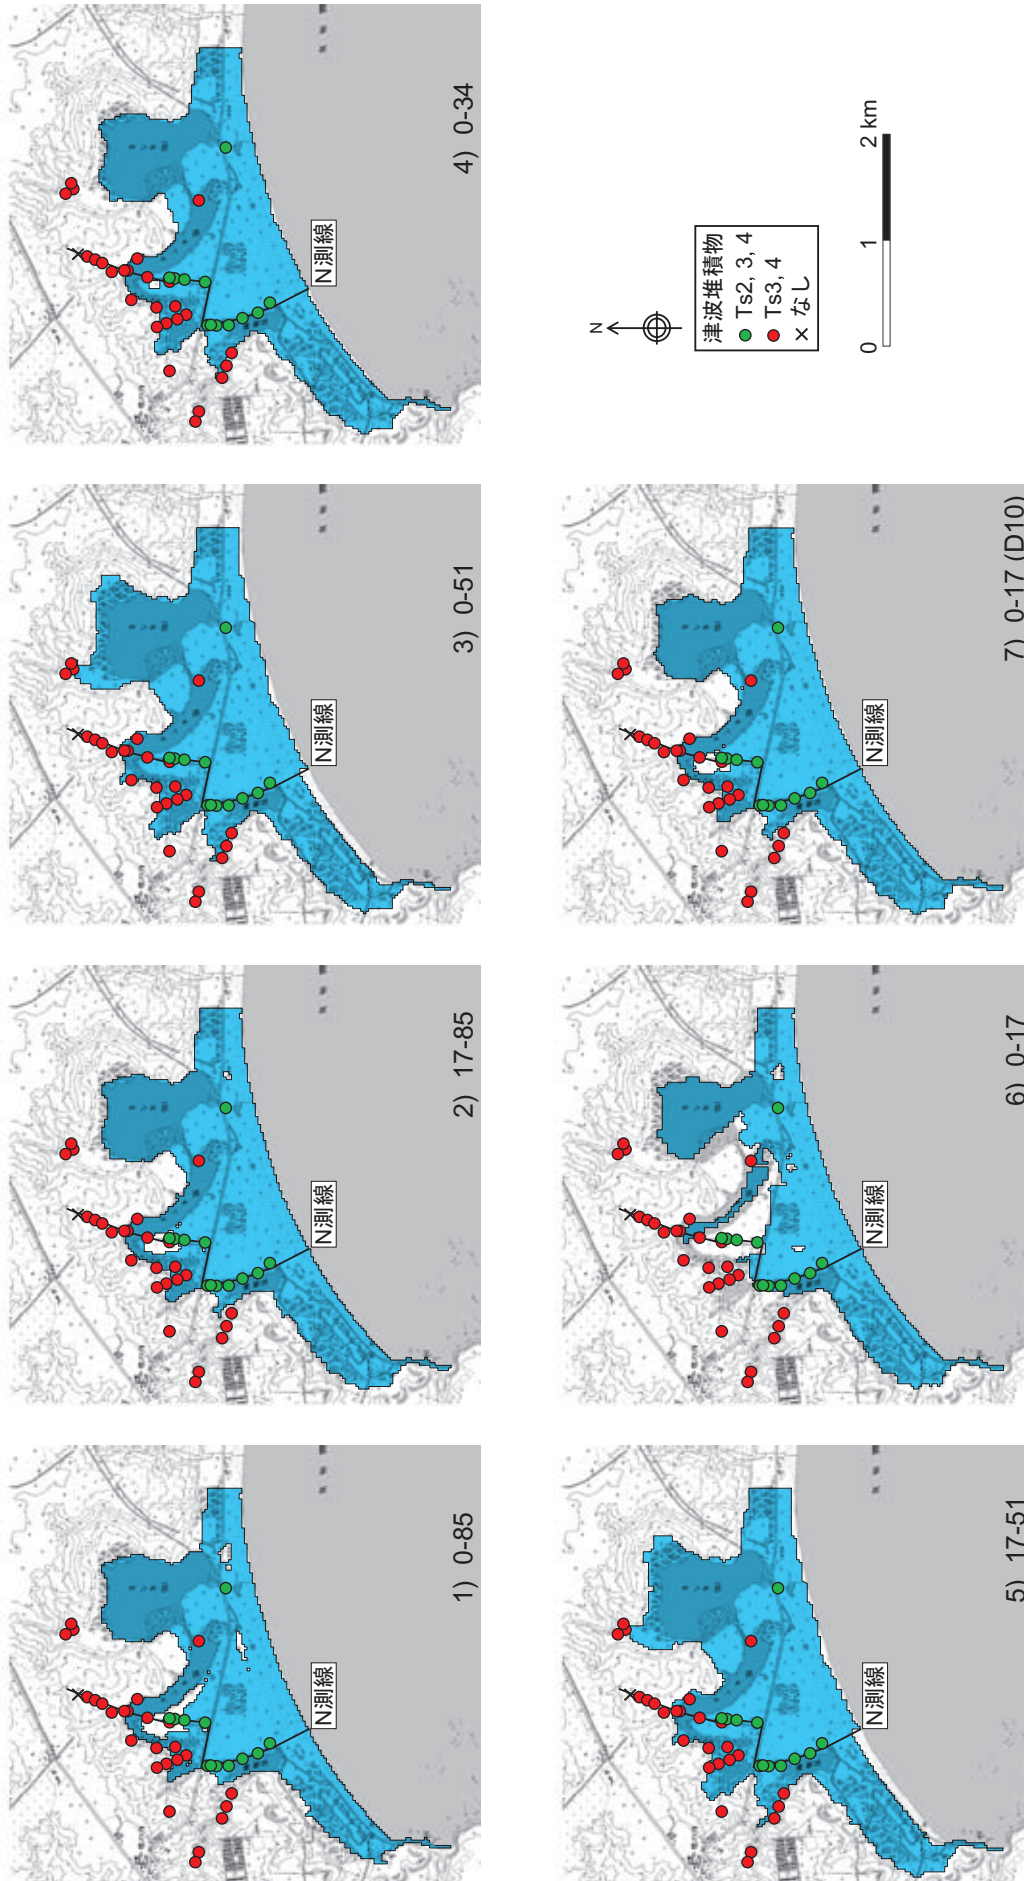 1) 0-85
N測線
2) 17-85
N測線
3) 0-51
N測線
4) 0-34
N測線
5) 17-51
N測線
6) 0-17
N測線
7) 0-17 (D10)
N測線
N
津波堆積物
Ts2, 3, 4
Ts3, 4
なし
0 1 2 km